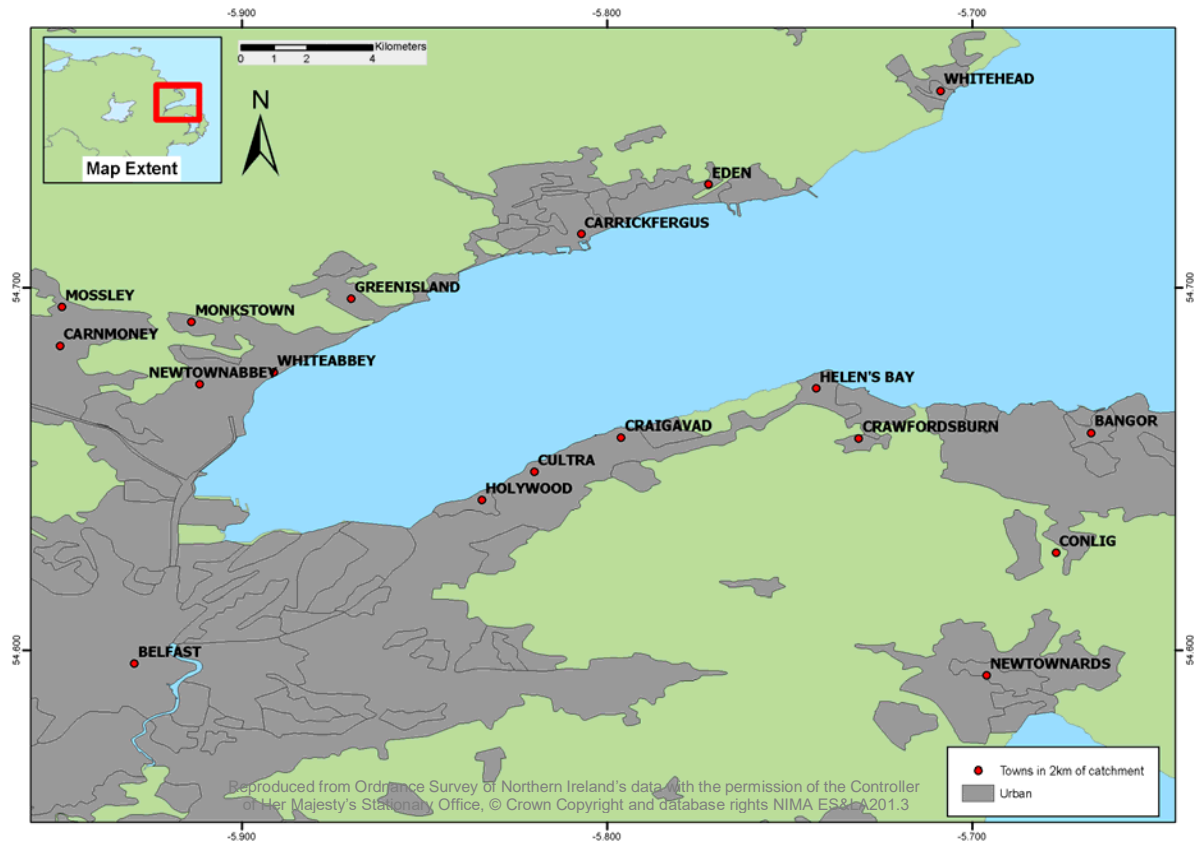 -5.900 -5.800 -5.700
Kilometers
0 1 2 4
N
Map Extent
WHITEHEAD
EDEN
CARRICKFERGUS
54.700 54.700
GREENISLAND
MOSSLEY
MONKSTOWN
CARNMONEY
WHITEABBEY
NEWTOWNABBEY
HELEN'S BAY
BANGOR
CRAIGAVAD
CRAWFORDSBURN
CULTRA
HOLYWOOD
CONLIG
BELFAST
54.600 54.600
NEWTOWNARDS
Towns in 2km of catchment
Urban
Reproduced from Ordnance Survey of Northern Ireland's data with the permission of the Controller
of Her Majesty's Stationary Office, © Crown Copyright and database rights NIMA ES&LA201.3
-5.900 -5.800 -5.700